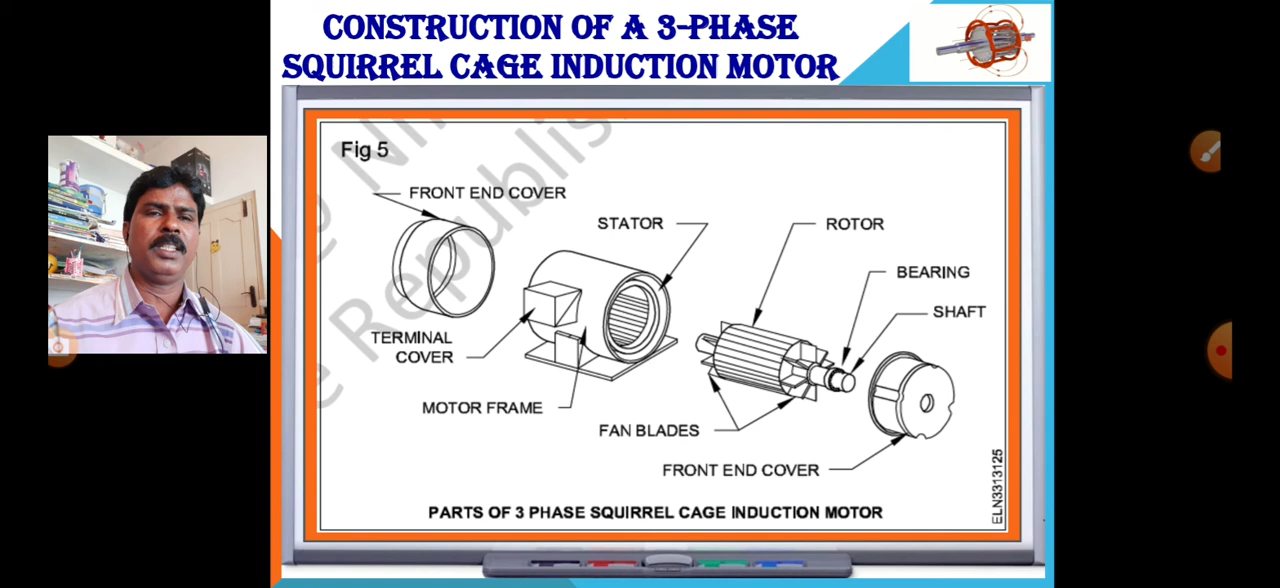 CONSTRUCTION OF A 3-PHASE
SQUIRREL CAGE INDUCTION MOTOR
Fig 5
FRONT END COVER
STATOR
ROTOR
BEARING
SHAFT
TERMINAL
COVER
MOTOR FRAME
FAN BLADES
FRONT END COVER
ELN3313125
PARTS OF 3 PHASE SQUIRREL CAGE INDUCTION MOTOR